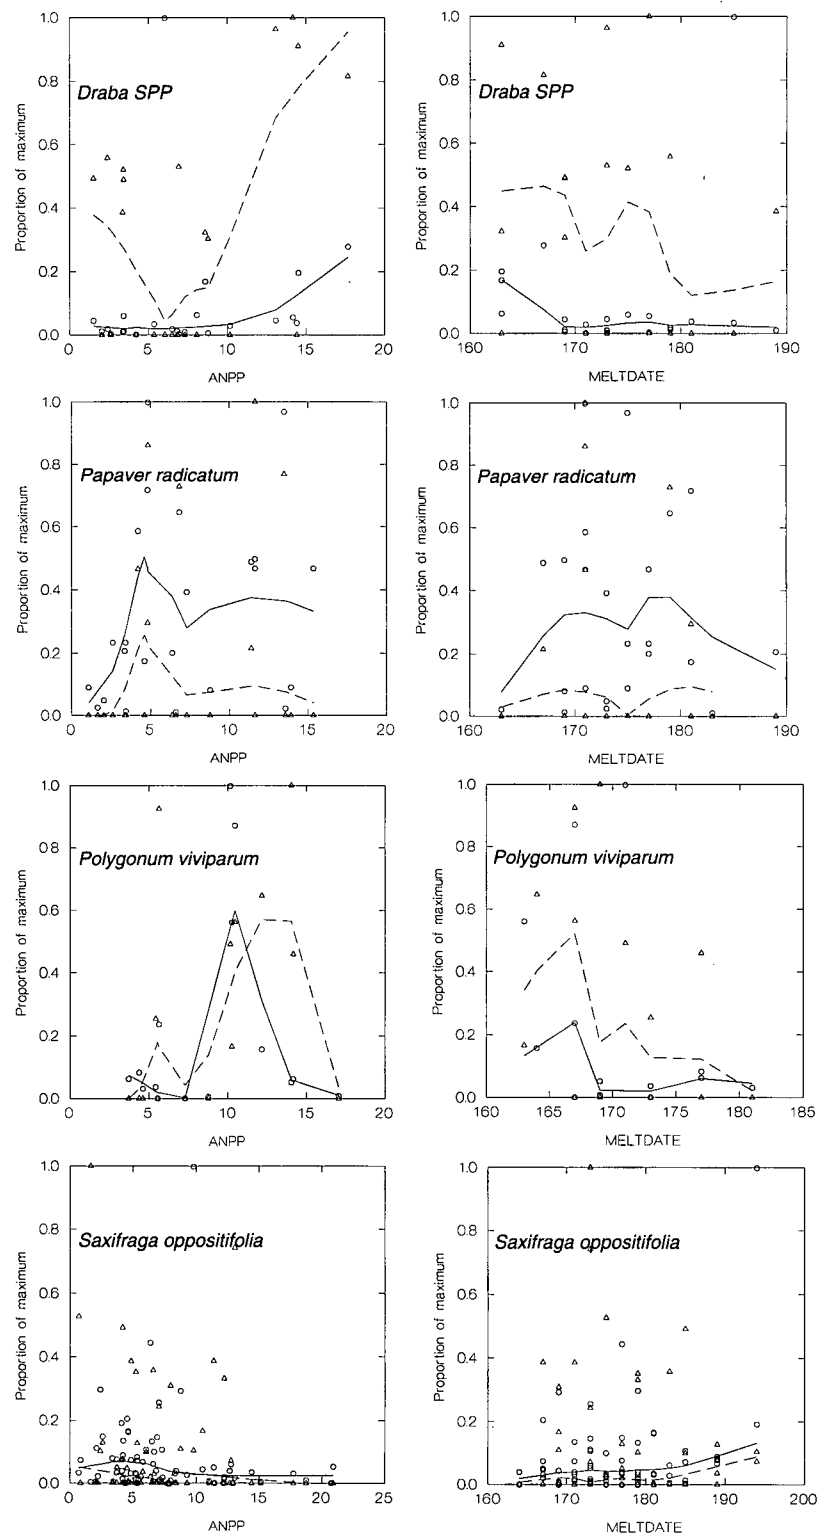 1.0
0.8
0.6
0.4
0.2
0.0
Proportion of maximum
Draba SPP
0 5 10 15 20
ANPP
1.0
0.8
0.6
0.4
0.2
0.0
Proportion of maximum
Draba SPP
160 170 180 190
MELTDATE
1.0
0.8
0.6
0.4
0.2
0.0
Proportion of maximum
Papaver radicatum
0 5 10 15 20
ANPP
1.0
0.8
0.6
0.4
0.2
0.0
Proportion of maximum
Papaver radicatum
160 170 180 190
MELTDATE
1.0
0.8
0.6
0.4
0.2
0.0
Proportion of maximum
Polygonum viviparum
0 5 10 15 20
ANPP
1.0
0.8
0.6
0.4
0.2
0.0
Proportion of maximum
Polygonum viviparum
160 165 170 175 180 185
MELTDATE
1.0
0.8
0.6
0.4
0.2
0.0
Proportion of maximum
Saxifraga oppositifolia
0 5 10 15 20 25
ANPP
1.0
0.8
0.6
0.4
0.2
0.0
Proportion of maximum
Saxifraga oppositifolia
160 170 180 190 200
MELTDATE